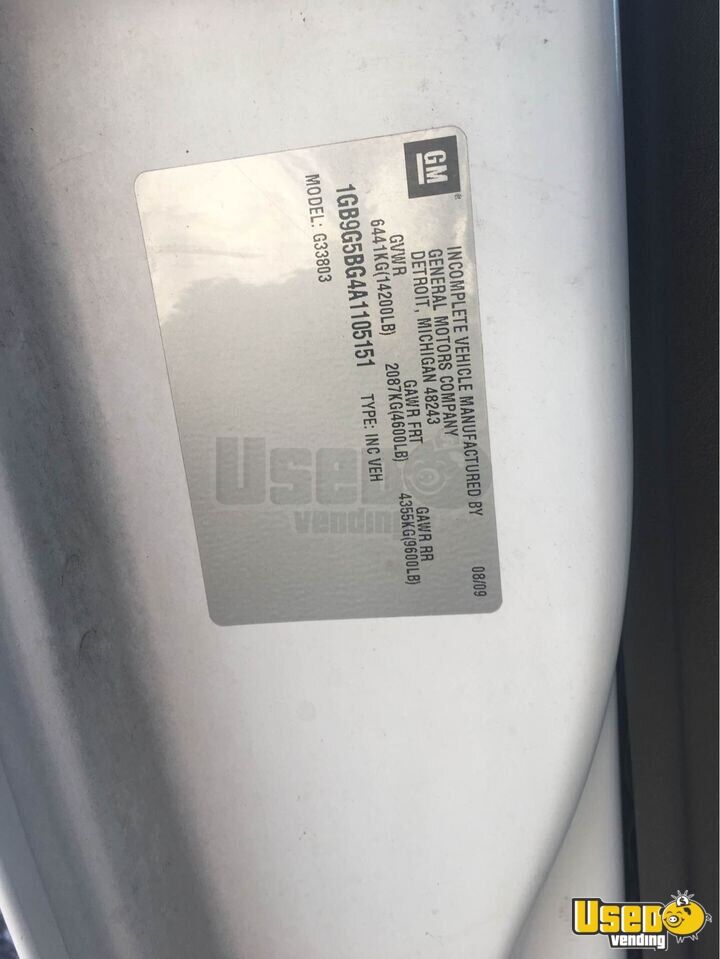 GM
INCOMPLETE VEHICLE MANUFACTURED BY
GENERAL MOTORS COMPANY
DETROIT, MICHIGAN 48243
08/09
GVWR GAWR FRT GAWR RR
6441KG(14200LB) 2087KG(4600LB) 4355KG(9600LB)
1GB9G5BG4A1105151 TYPE: INC VEH
MODEL: G33803
USED
vending
USED
vending